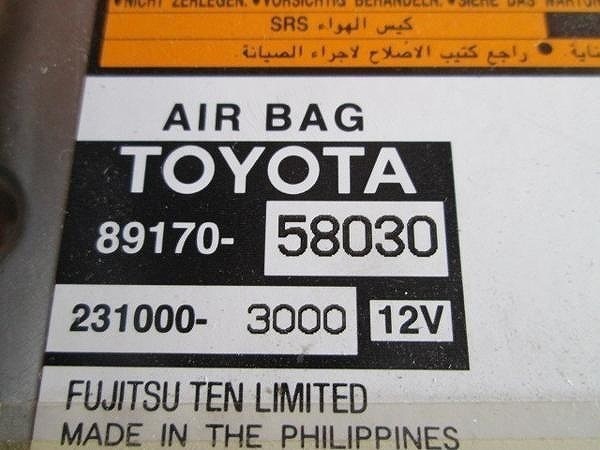 •NICHT ZERLEGEN. •VORSICHTIG BEHANDELN. •SIEHE DAS
كيس الهواء SRS
ناية • راجع كتيب الاصلاح لاجراء الصيانة
AIR BAG
TOYOTA
89170- 58030
231000- 3000 12V
FUJITSU TEN LIMITED
MADE IN THE PHILIPPINES